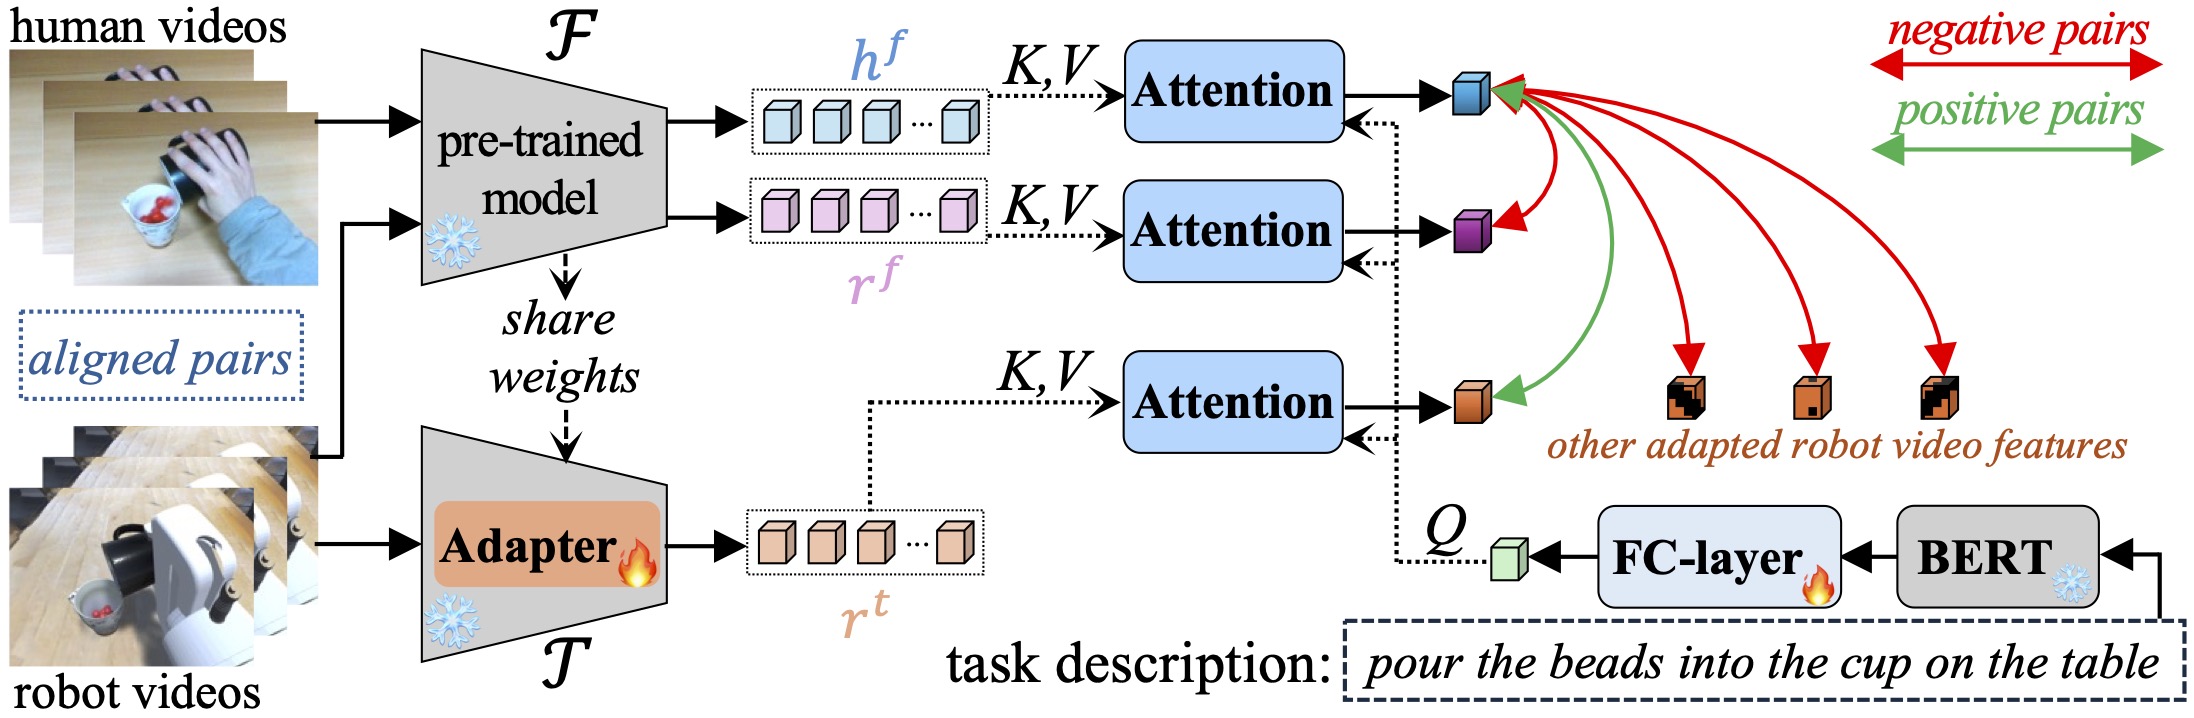 human videos
ℱ
pre-trained
model
share
weights
aligned pairs
robot videos
Adapter
𝒯
h^f
r^f
r^t
K,V
Attention
K,V
Attention
K,V
Attention
negative pairs
positive pairs
other adapted robot video features
Q
FC-layer
BERT
task description:
pour the beads into the cup on the table